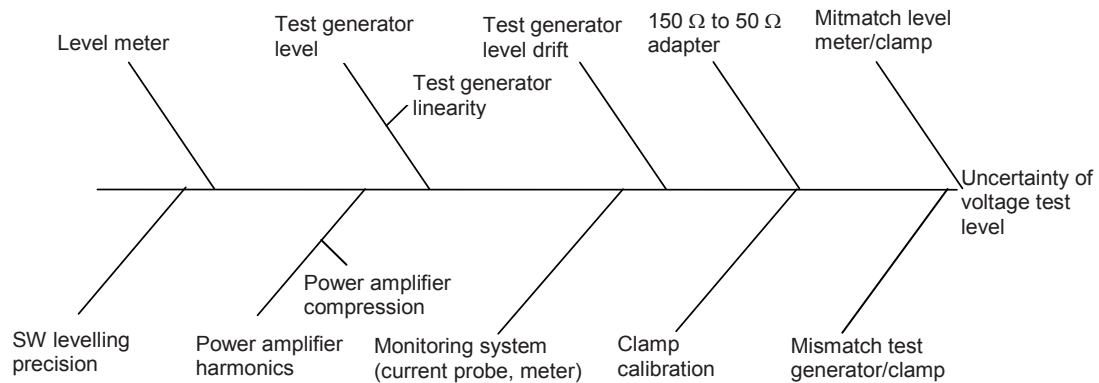 Level meter
Test generator
level
Test generator
linearity
Test generator
level drift
150 Ω to 50 Ω
adapter
Mitmatch level
meter/clamp
Uncertainty of
voltage test
level
SW levelling
precision
Power amplifier
compression
Power amplifier
harmonics
Monitoring system
(current probe, meter)
Clamp
calibration
Mismatch test
generator/clamp